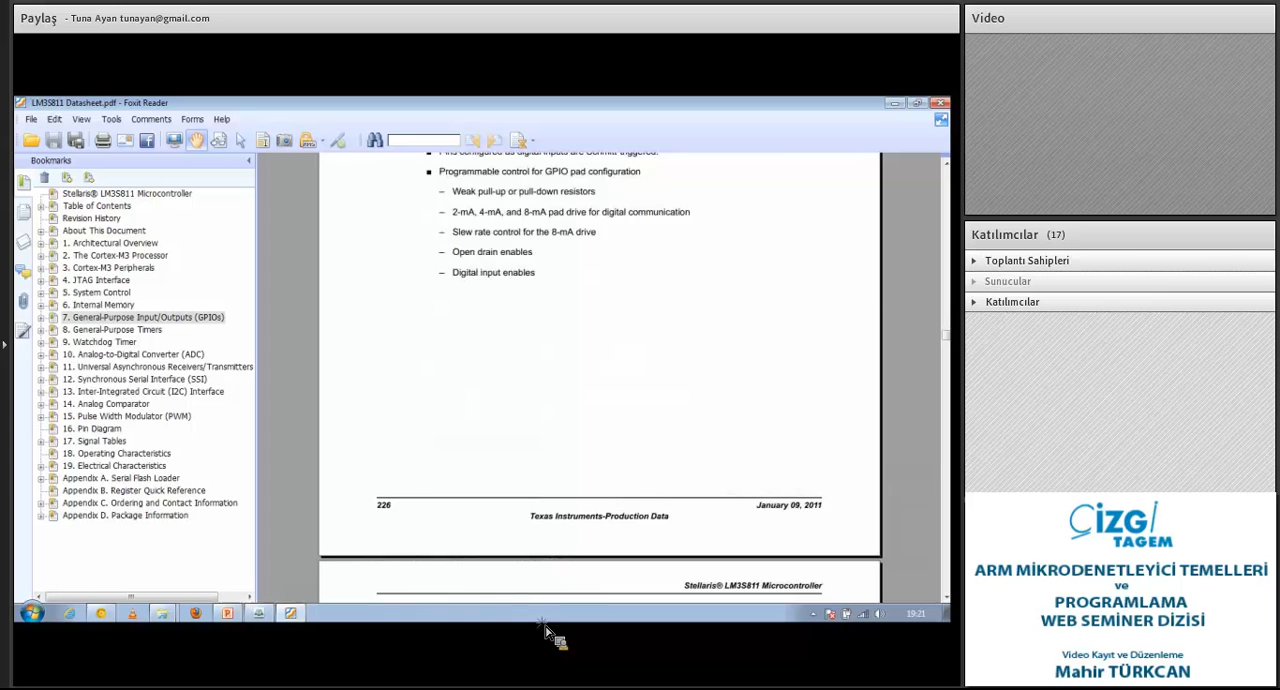 Paylaş - Tuna Ayan tunayan@gmail.com
Video
LM3S811 Datasheet.pdf - Foxit Reader
File Edit View Tools Comments Forms Help
Bookmarks
Stellaris® LM3S811 Microcontroller
Table of Contents
Revision History
About This Document
1. Architectural Overview
2. The Cortex-M3 Processor
3. Cortex-M3 Peripherals
4. JTAG Interface
5. System Control
6. Internal Memory
7. General-Purpose Input/Outputs (GPIOs)
8. General-Purpose Timers
9. Watchdog Timer
10. Analog-to-Digital Converter (ADC)
11. Universal Asynchronous Receivers/Transmitters
12. Synchronous Serial Interface (SSI)
13. Inter-Integrated Circuit (I2C) Interface
14. Analog Comparator
15. Pulse Width Modulator (PWM)
16. Pin Diagram
17. Signal Tables
18. Operating Characteristics
19. Electrical Characteristics
Appendix A. Serial Flash Loader
Appendix B. Register Quick Reference
Appendix C. Ordering and Contact Information
Appendix D. Package Information
■ Pins configured as digital inputs are Schmitt-triggered.
■ Programmable control for GPIO pad configuration
– Weak pull-up or pull-down resistors
– 2-mA, 4-mA, and 8-mA pad drive for digital communication
– Slew rate control for the 8-mA drive
– Open drain enables
– Digital input enables
226 January 09, 2011
Texas Instruments-Production Data
Stellaris® LM3S811 Microcontroller
19:21
Katılımcılar (17)
Toplantı Sahipleri
Sunucular
Katılımcılar
ÇİZGİ
TAGEM
ARM MİKRODENETLEYİCİ TEMELLERİ
ve
PROGRAMLAMA
WEB SEMİNER DİZİSİ
Video Kayıt ve Düzenleme
Mahir TÜRKCAN